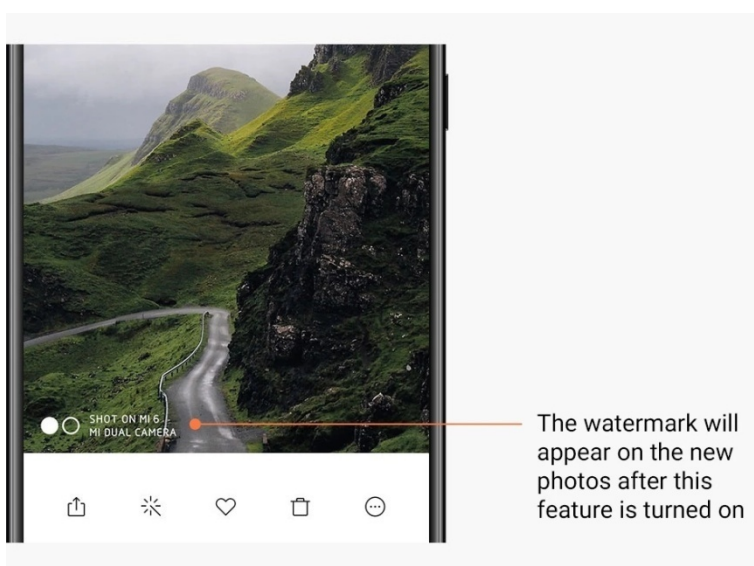 SHOT ON MI 6
MI DUAL CAMERA
The watermark will
appear on the new
photos after this
feature is turned on